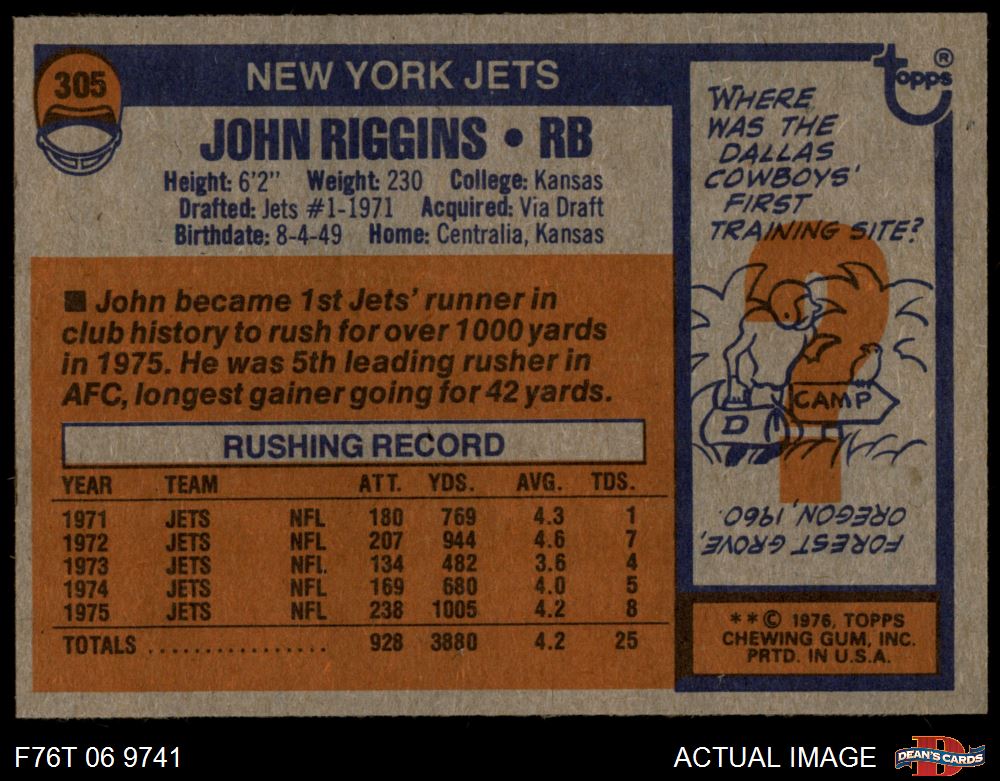 305
NEW YORK JETS
Topps ®
JOHN RIGGINS • RB
Height: 6'2" Weight: 230 College: Kansas
Drafted: Jets #1-1971 Acquired: Via Draft
Birthdate: 8-4-49 Home: Centralia, Kansas
■ John became 1st Jets' runner in
club history to rush for over 1000 yards
in 1975. He was 5th leading rusher in
AFC, longest gainer going for 42 yards.
RUSHING RECORD
YEAR TEAM ATT. YDS. AVG. TDS.
1971 JETS NFL 180 769 4.3 1
1972 JETS NFL 207 944 4.6 7
1973 JETS NFL 134 482 3.6 4
1974 JETS NFL 169 680 4.0 5
1975 JETS NFL 238 1005 4.2 8
TOTALS ................ 928 3880 4.2 25
WHERE
WAS THE
DALLAS
COWBOYS'
FIRST
TRAINING SITE?
?
CAMP
D
FOREST GROVE,
OREGON, 1960.
**© 1976, TOPPS
CHEWING GUM, INC.
PRTD. IN U.S.A.
F76T 06 9741
ACTUAL IMAGE
D
DEAN'S CARDS